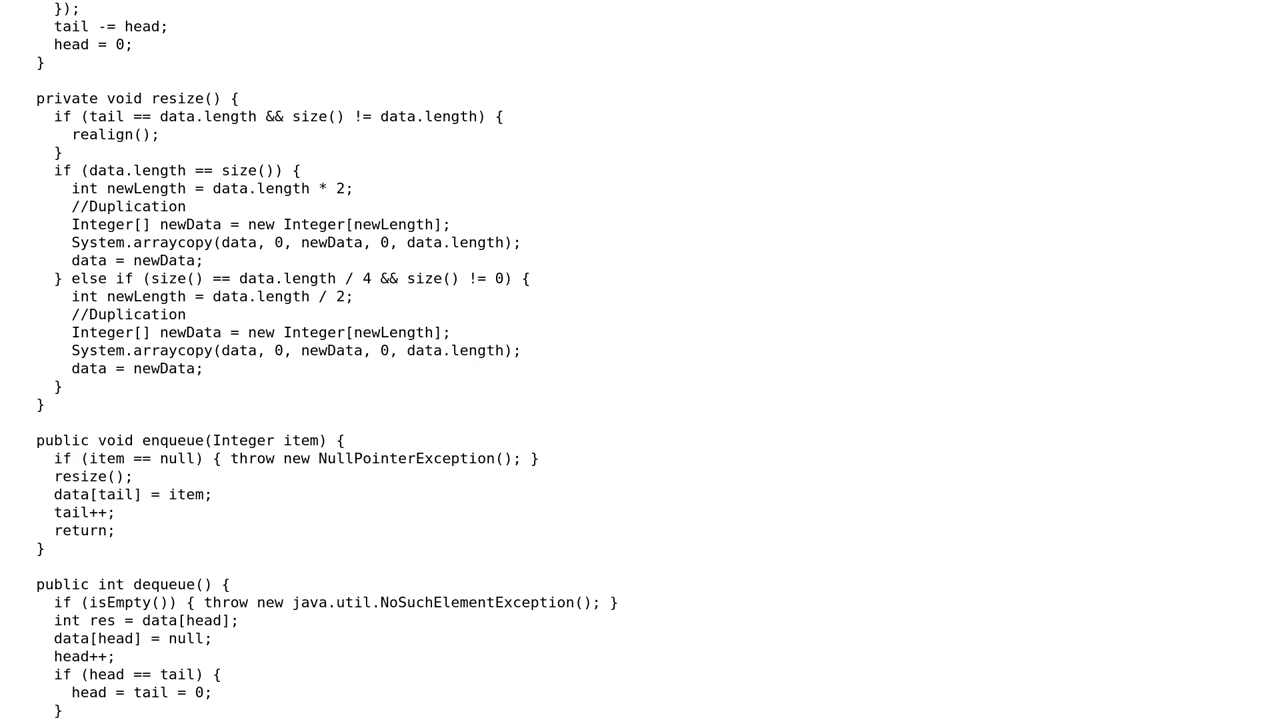 });
tail -= head;
head = 0;
}
private void resize() {
if (tail == data.length && size() != data.length) {
realign();
}
if (data.length == size()) {
int newLength = data.length * 2;
//Duplication
Integer[] newData = new Integer[newLength];
System.arraycopy(data, 0, newData, 0, data.length);
data = newData;
} else if (size() == data.length / 4 && size() != 0) {
int newLength = data.length / 2;
//Duplication
Integer[] newData = new Integer[newLength];
System.arraycopy(data, 0, newData, 0, data.length);
data = newData;
}
}
public void enqueue(Integer item) {
if (item == null) { throw new NullPointerException(); }
resize();
data[tail] = item;
tail++;
return;
}
public int dequeue() {
if (isEmpty()) { throw new java.util.NoSuchElementException(); }
int res = data[head];
data[head] = null;
head++;
if (head == tail) {
head = tail = 0;
}